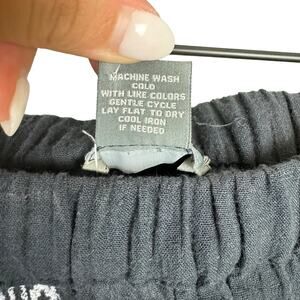 MACHINE WASH
COLD
WITH LIKE COLORS
GENTLE CYCLE
LAY FLAT TO DRY
COOL IRON
IF NEEDED